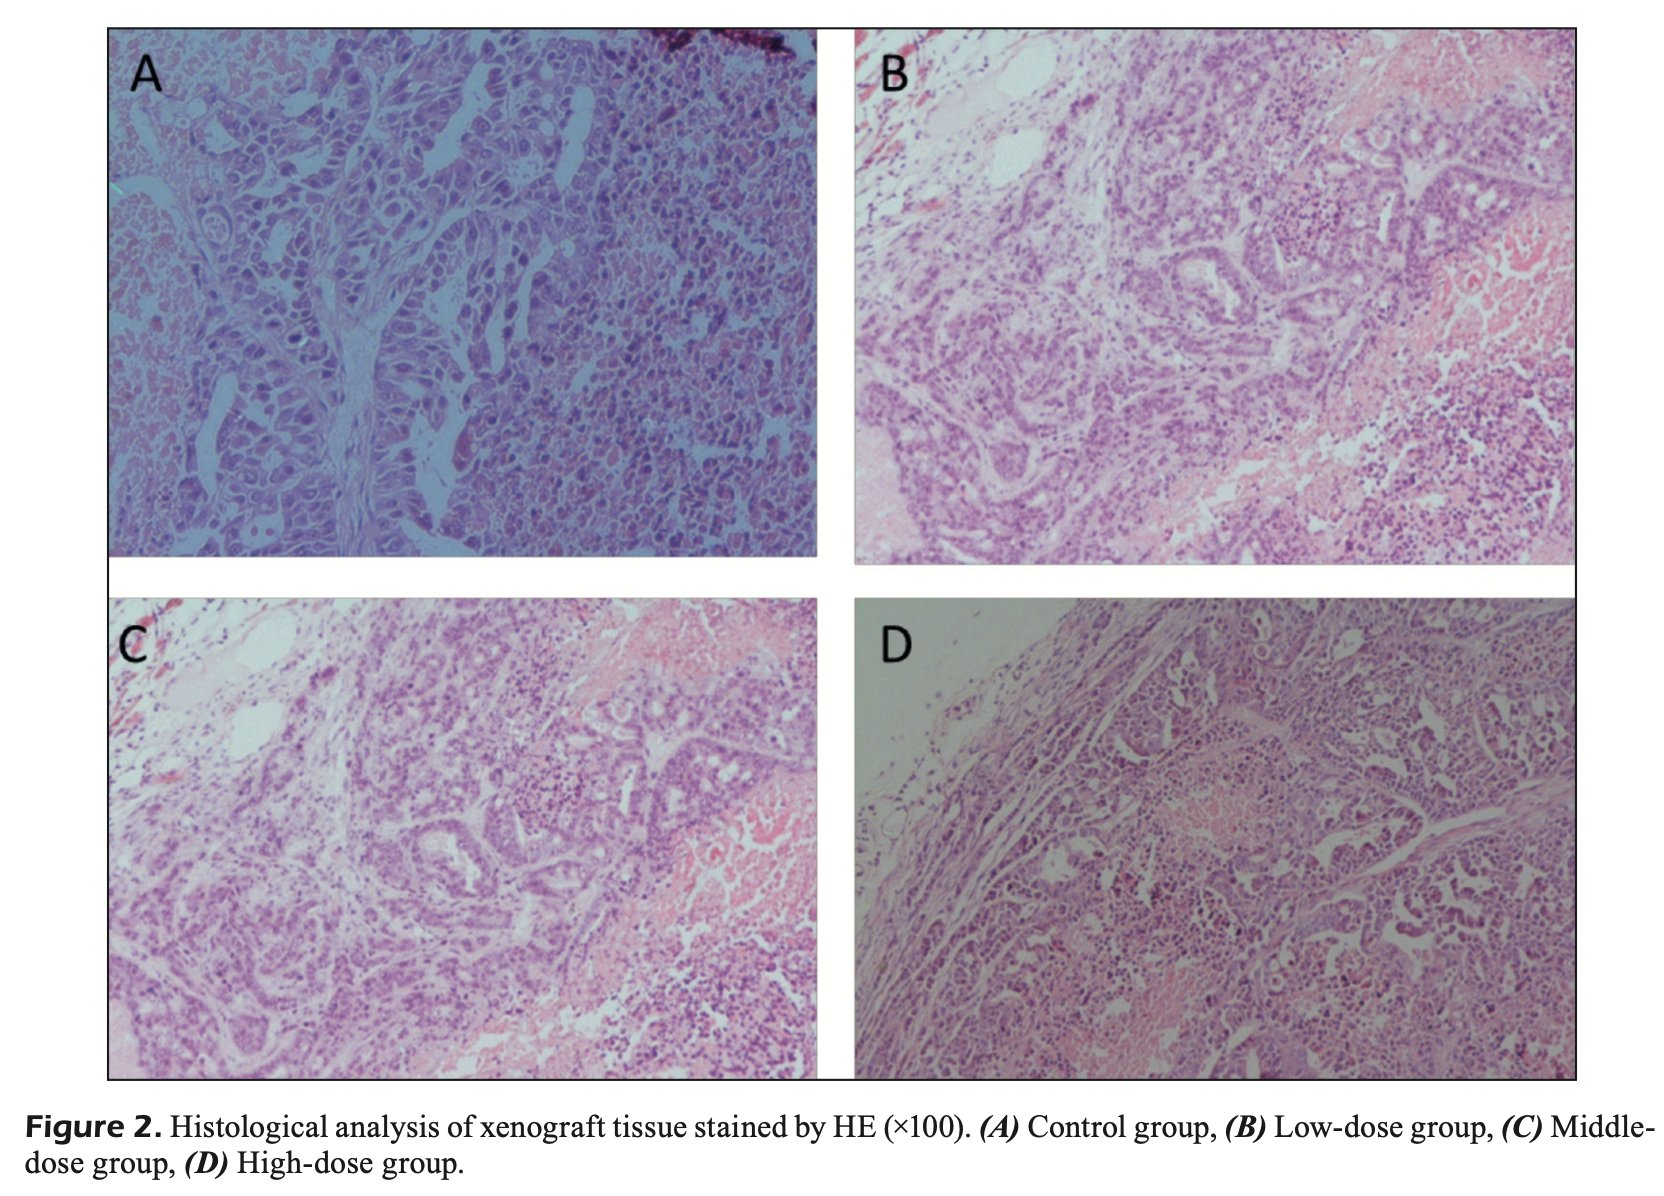 A
B
C
D
Figure 2. Histological analysis of xenograft tissue stained by HE (×100). (A) Control group, (B) Low-dose group, (C) Middle-
dose group, (D) High-dose group.